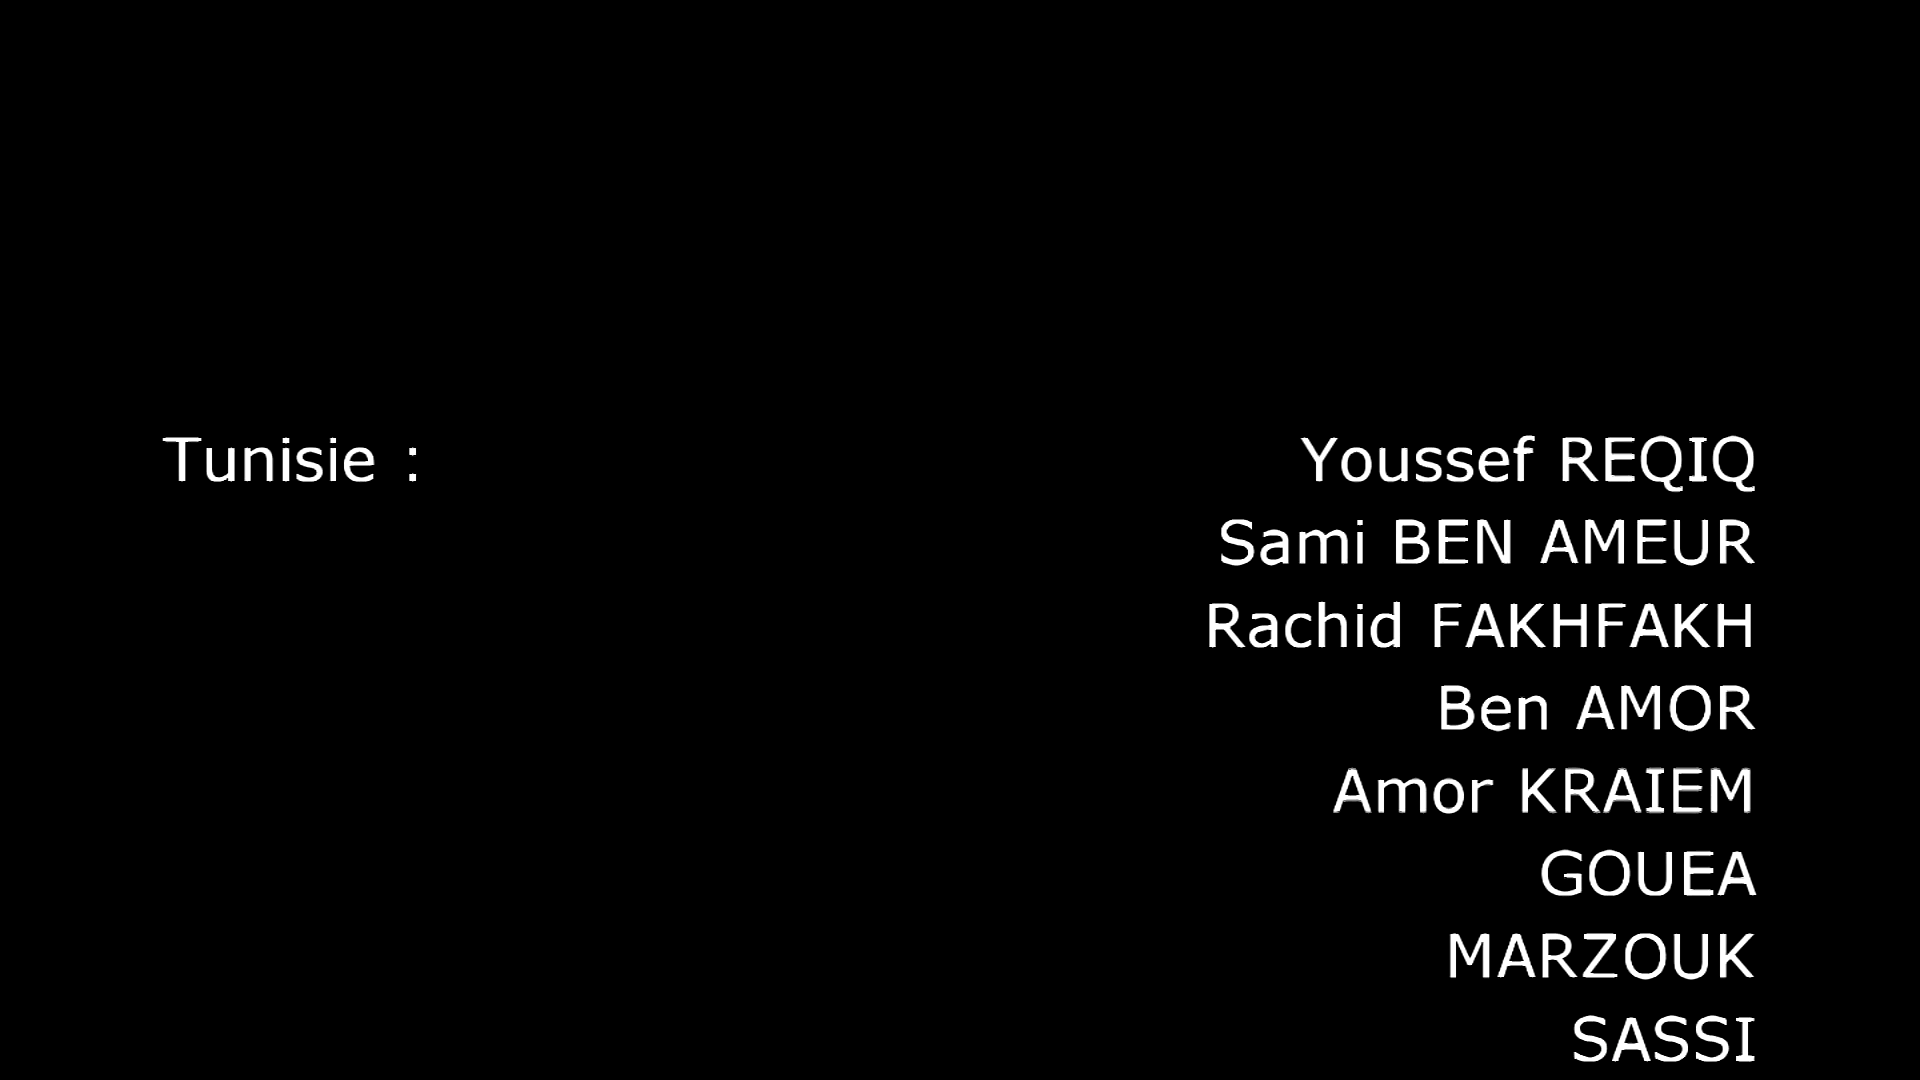 Tunisie : Youssef REQIQ
Sami BEN AMEUR
Rachid FAKHFAKH
Ben AMOR
Amor KRAIEM
GOUEA
MARZOUK
SASSI